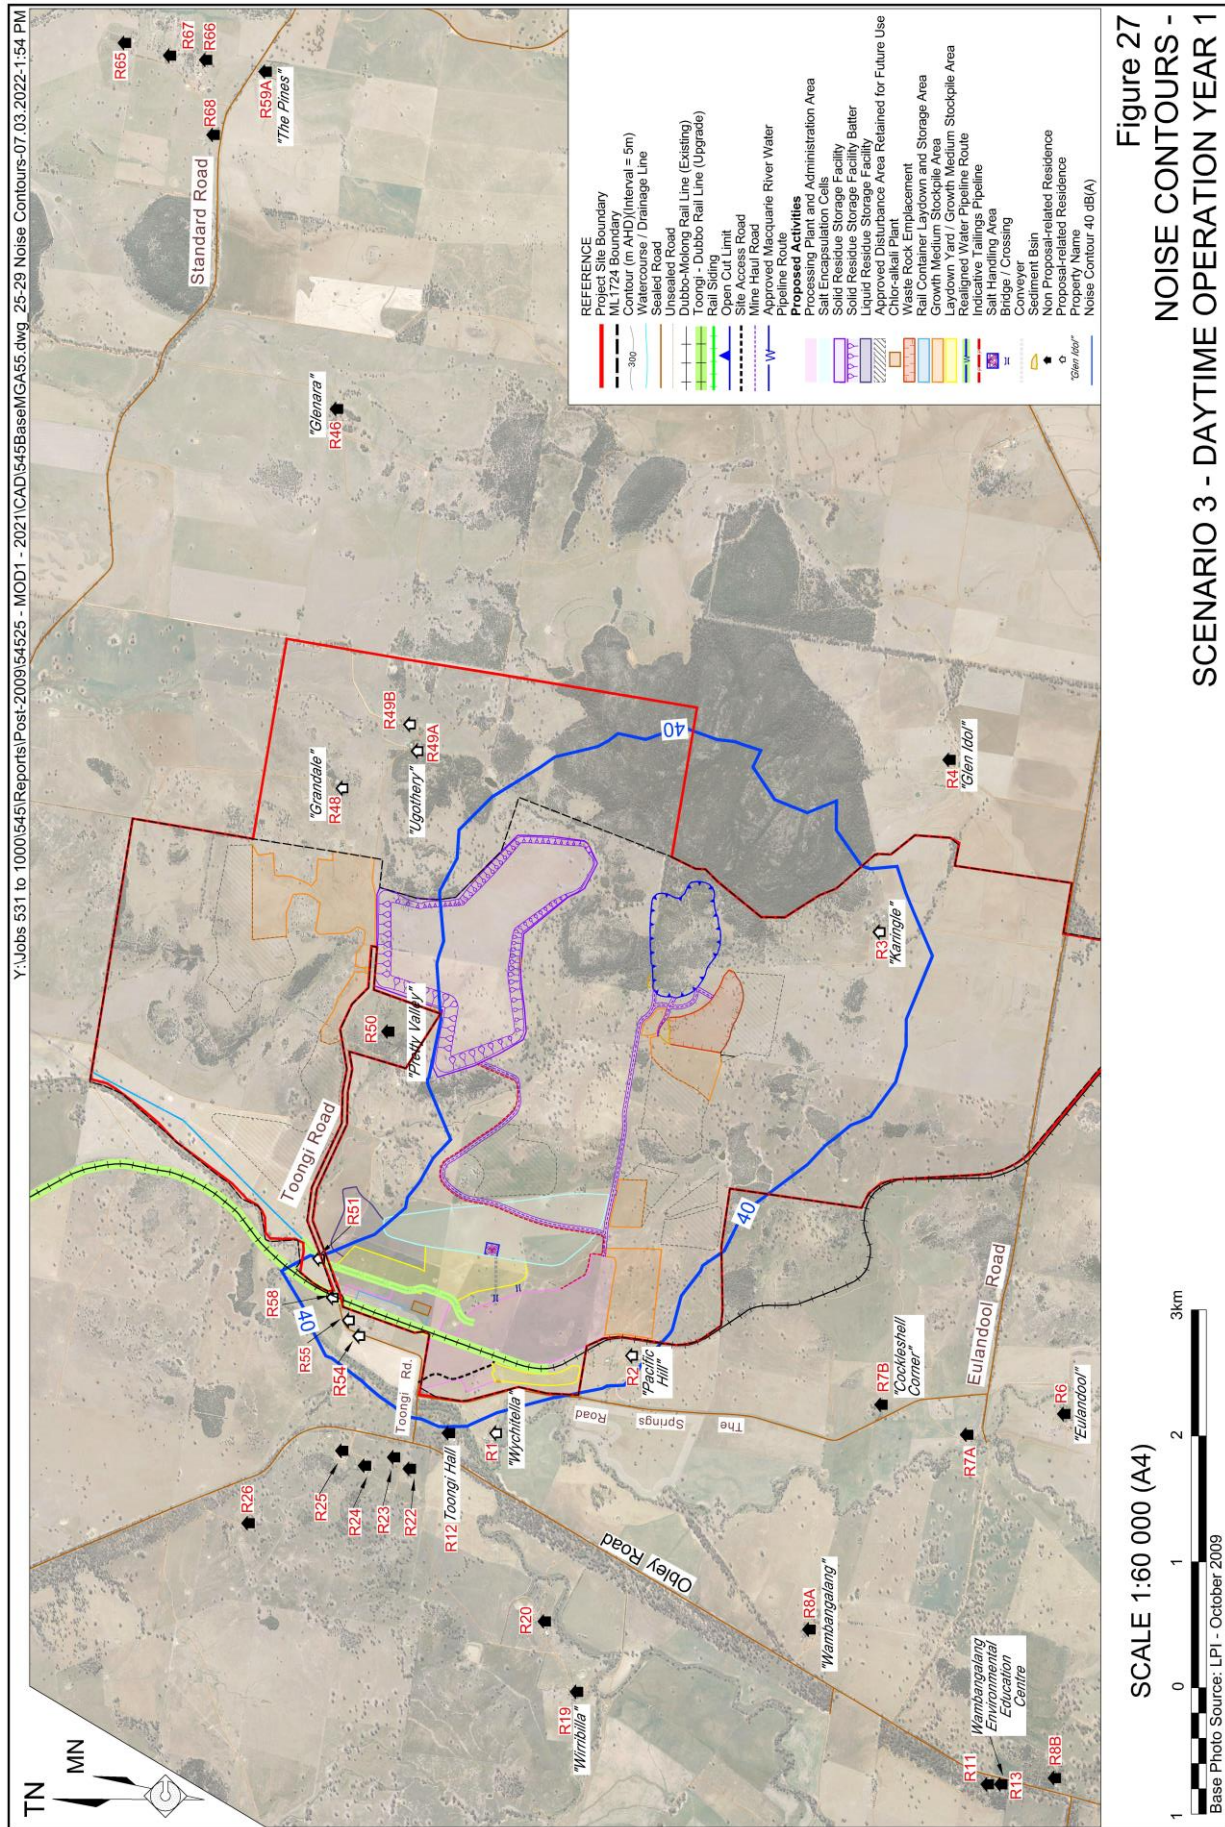 Y:\Jobs 531 to 1000\545\Reports\Post-2009\54525 - MOD1 - 2021\CAD\545BaseMGA55.dwg_25-29 Noise Contours-07.03.2022-1:54 PM
TN
MN
R65
R67
R66
R68
R59A
"The Pines"
Standard Road
"Glenara"
R46
"Grandale"
R48
R49B
R49A
"Ugothery"
40
R50
"Pretty Valley"
Toongi Road
R51
R58
40
R55
R54
Toongi Rd.
R26
R25
R24
R23
R22
R12 Toongi Hall
R1
"Wychitella"
R2
"Pacific
Hill"
The
Springs
Road
R20
R19
"Wirribilla"
Obley Road
R8A
"Wambangalang"
R3
"Karingle"
R4
"Glen Idol"
40
Eulandool Road
R7B
"Cockleshell
Corner"
R7A
R6
"Eulandool"
Wambangalang
Environmental
Education
Centre
R11
R13
R8B
REFERENCE
Project Site Boundary
ML1724 Boundary
300
Contour (m AHD)(Interval = 5m)
Watercourse / Drainage Line
Sealed Road
Unsealed Road
Dubbo-Molong Rail Line (Existing)
Toongi - Dubbo Rail Line (Upgrade)
Rail Siding
Open Cut Limit
Site Access Road
Mine Haul Road
W
Approved Macquarie River Water
Pipeline Route
Proposed Activities
Processing Plant and Administration Area
Salt Encapsulation Cells
Solid Residue Storage Facility
Solid Residue Storage Facility Batter
Liquid Residue Storage Facility
Approved Disturbance Area Retained for Future Use
Chlor-alkali Plant
Waste Rock Emplacement
Rail Container Laydown and Storage Area
Growth Medium Stockpile Area
Laydown Yard / Growth Medium Stockpile Area
W
Realigned Water Pipeline Route
Indicative Tailings Pipeline
Salt Handling Area
Bridge / Crossing
Conveyer
Sediment Bsin
Non Proposal-related Residence
Proposal-related Residence
"Glen Idol"
Property Name
Noise Contour 40 dB(A)
SCALE 1:60 000 (A4)
1 0 1 2 3km
Base Photo Source: LPI - October 2009
Figure 27
NOISE CONTOURS -
SCENARIO 3 - DAYTIME OPERATION YEAR 1